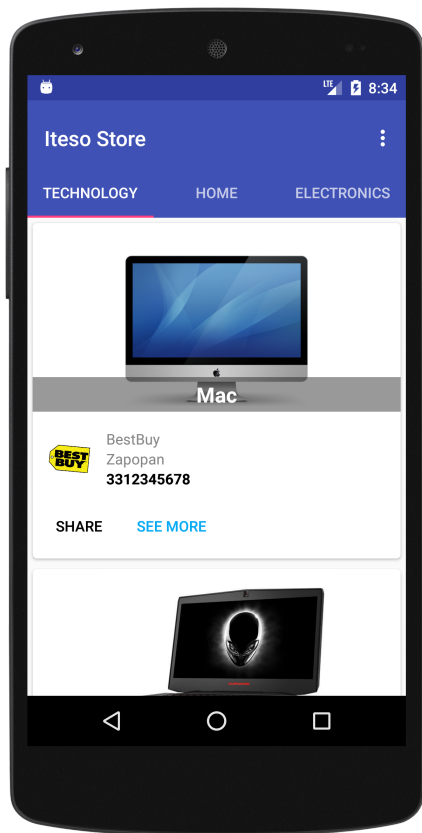 LTE 8:34
Iteso Store
TECHNOLOGY HOME ELECTRONICS
Mac
BestBuy
BEST
BUY
Zapopan
3312345678
SHARE SEE MORE